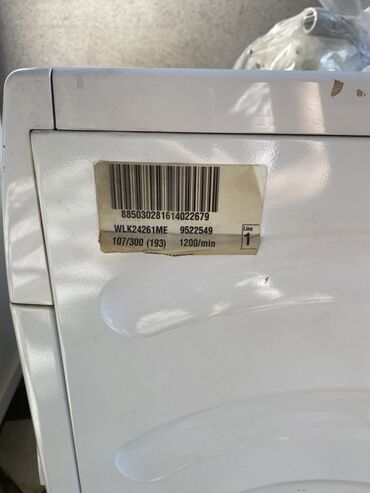 885030281614022679
WLK24261ME 9522549
107/300 (193) 1200/min
Line
1